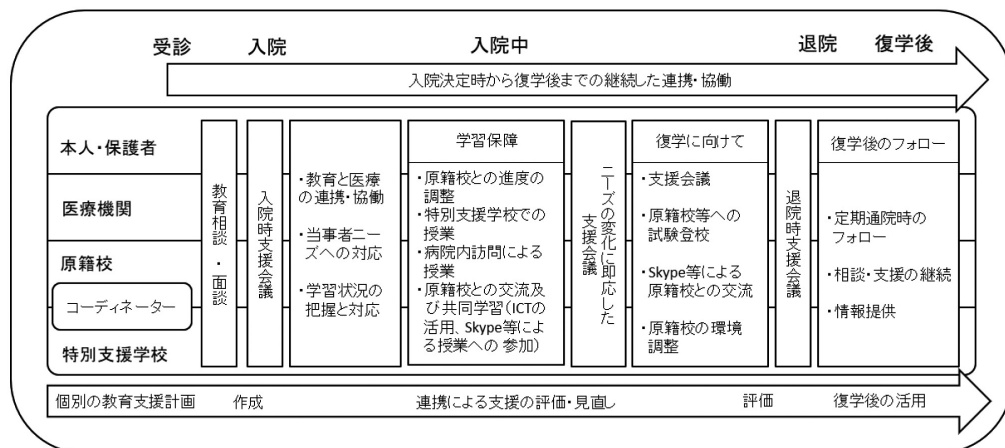 受診
入院
入院中
退院
復学後
入院決定時から復学後までの継続した連携・協働
本人・保護者
医療機関
原籍校
コーディネーター
特別支援学校
教育相談・面談
入院時支援会議
・教育と医療
の連携・協働
・当事者ニー
ズへの対応
・学習状況の
把握と対応
学習保障
・原籍校との進度の
調整
・特別支援学校での
授業
・病院内訪問による
授業
・原籍校との交流及
び共同学習(ICTの
活用、Skype等によ
る授業への 参加)
ニーズの変化に即応した
支援会議
復学に向けて
・支援会議
・原籍校等への
試験登校
・Skype等による
原籍校との交流
・原籍校の環境
調整
退院時支援会議
復学後のフォロー
・定期通院時の
フォロー
・相談・支援の継続
・情報提供
個別の教育支援計画
作成
連携による支援の評価・見直し
評価
復学後の活用